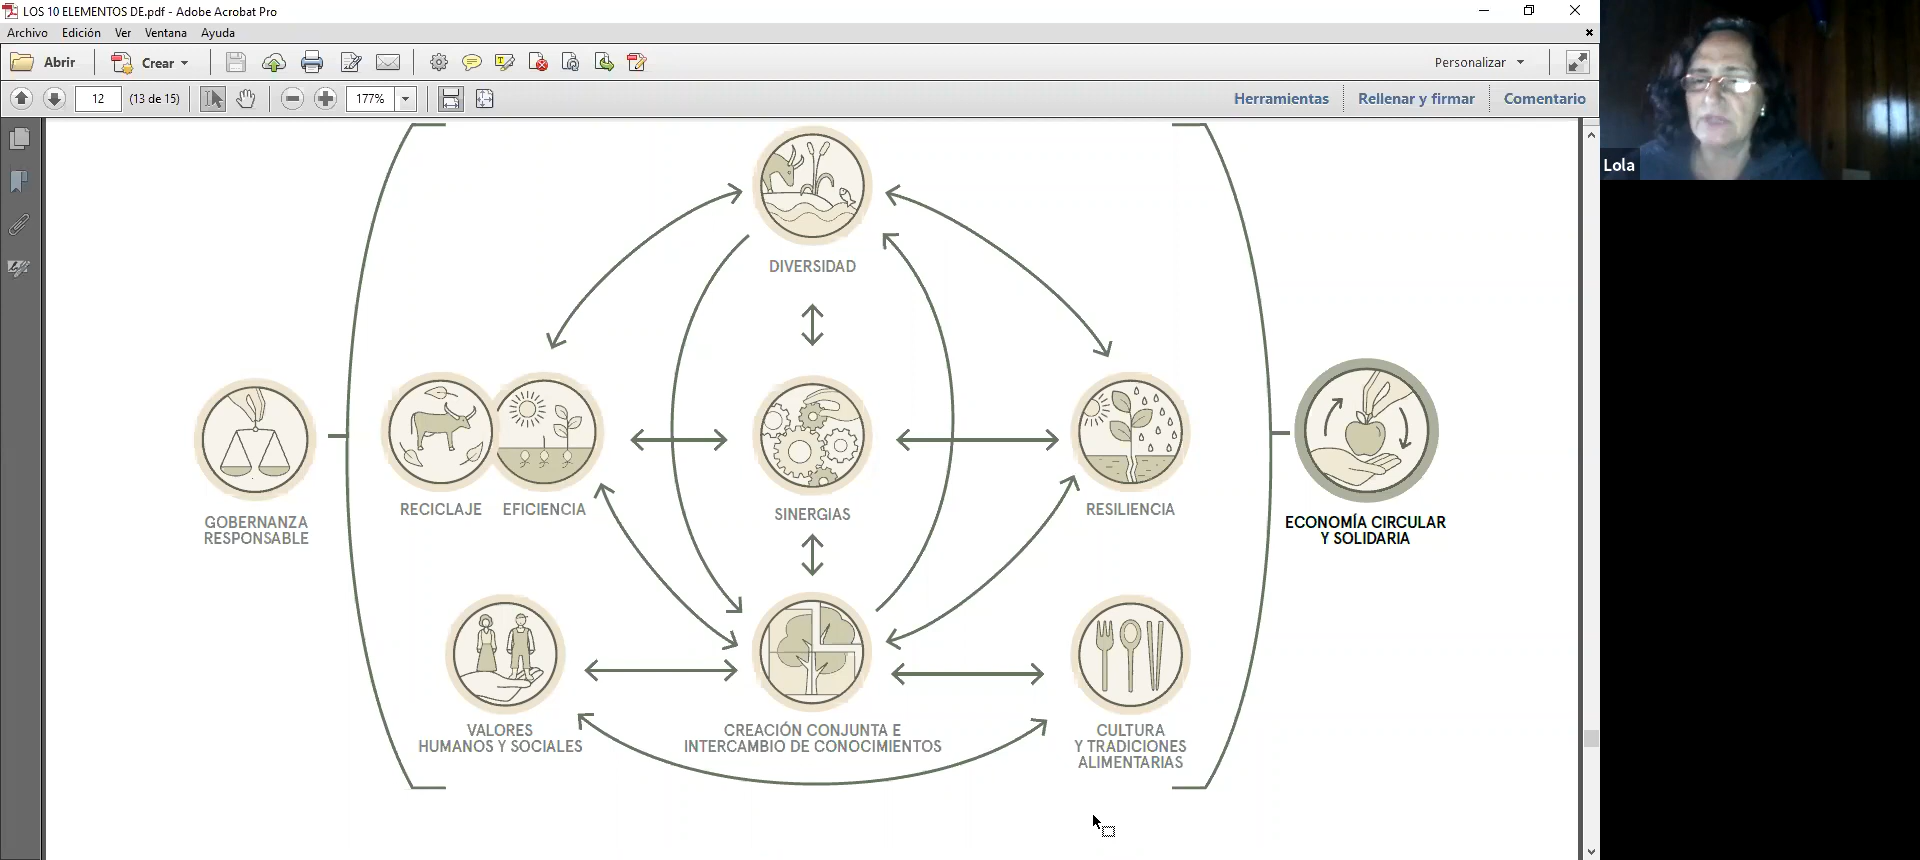 LOS 10 ELEMENTOS DE.pdf - Adobe Acrobat Pro
Archivo Edición Ver Ventana Ayuda
Abrir Crear Personalizar
12 (13 de 15) 177% Herramientas Rellenar y firmar Comentario
Lola
DIVERSIDAD
RECICLAJE EFICIENCIA
SINERGIAS
RESILIENCIA
GOBERNANZA
RESPONSABLE
ECONOMÍA CIRCULAR
Y SOLIDARIA
VALORES
HUMANOS Y SOCIALES
CREACIÓN CONJUNTA E
INTERCAMBIO DE CONOCIMIENTOS
CULTURA
Y TRADICIONES
ALIMENTARIAS